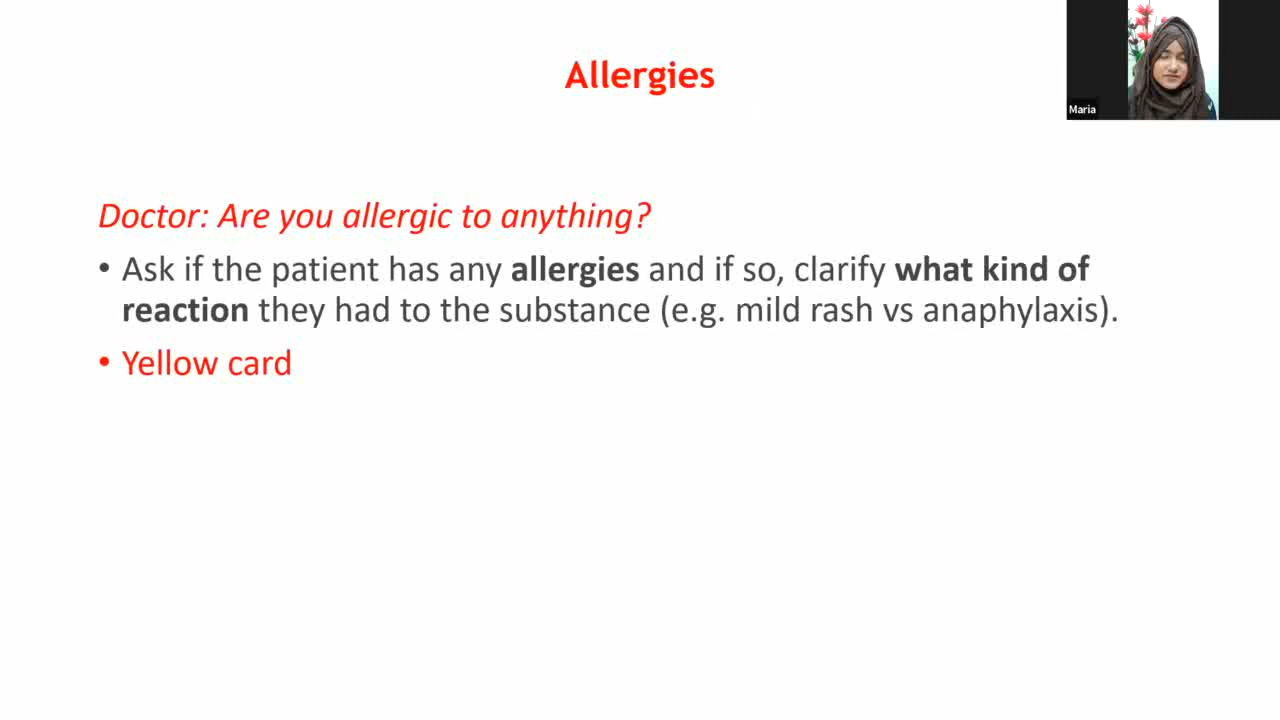 Allergies
Maria
Doctor: Are you allergic to anything?
• Ask if the patient has any allergies and if so, clarify what kind of
reaction they had to the substance (e.g. mild rash vs anaphylaxis).
• Yellow card